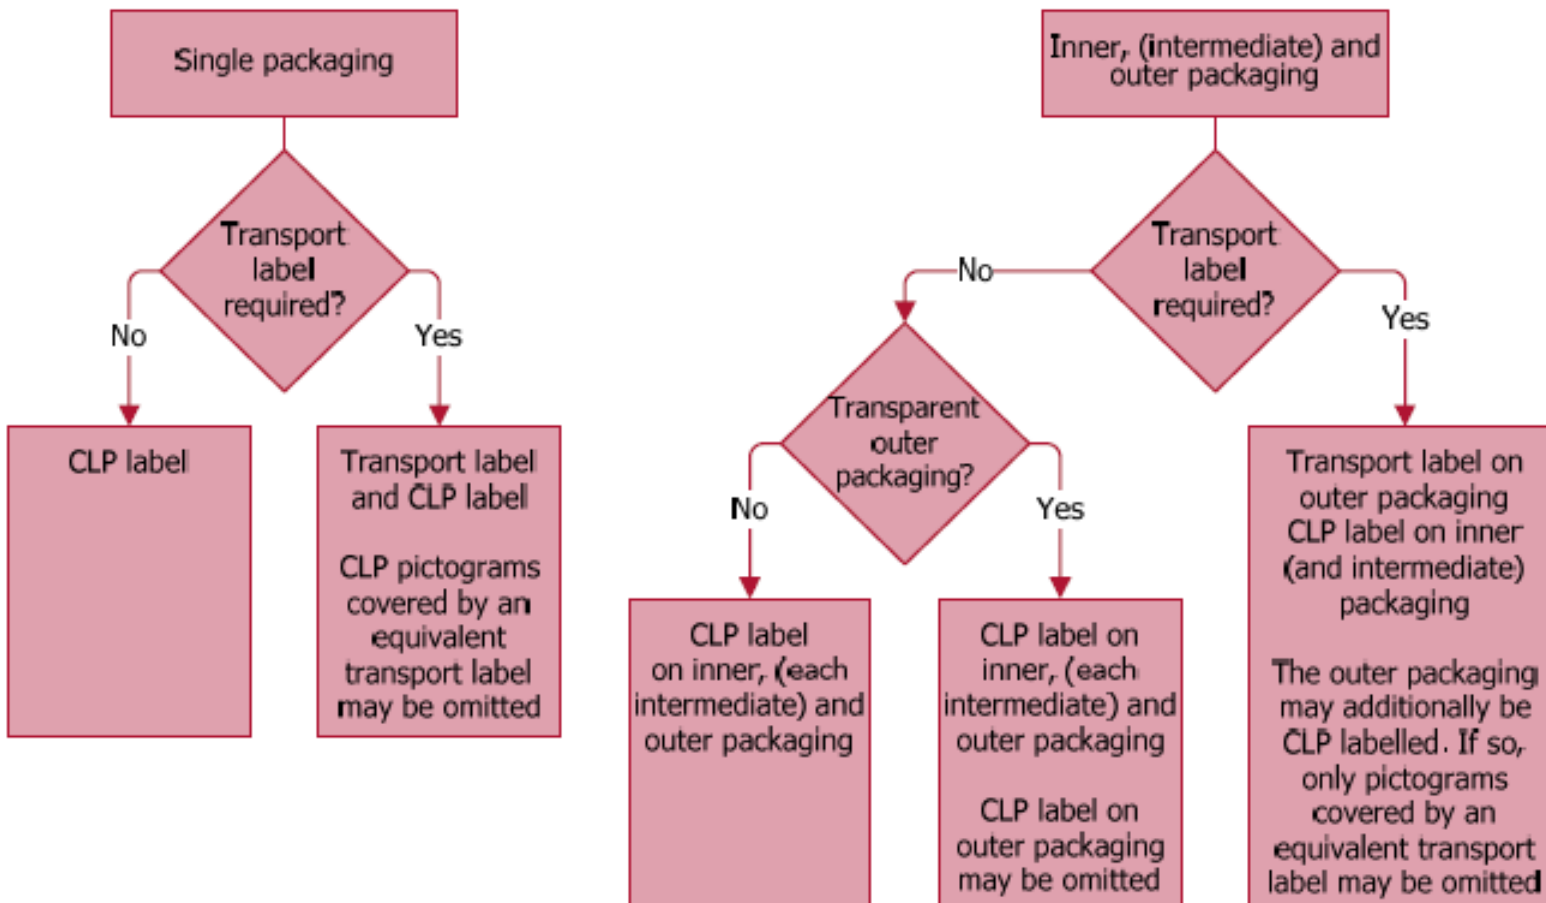 Single packaging
Transport
label
required?
No
Yes
CLP label
Transport label
and CLP label
CLP pictograms
covered by an
equivalent
transport label
may be omitted
Inner, (intermediate) and
outer packaging
Transport
label
required?
No
Yes
Transparent
outer
packaging?
No
Yes
CLP label
on inner, (each
intermediate) and
outer packaging
CLP label on
inner, (each
intermediate) and
outer packaging
CLP label on
outer packaging
may be omitted
Transport label on
outer packaging
CLP label on inner
(and intermediate)
packaging
The outer packaging
may additionally be
CLP labelled. If so,
only pictograms
covered by an
equivalent transport
label may be omitted